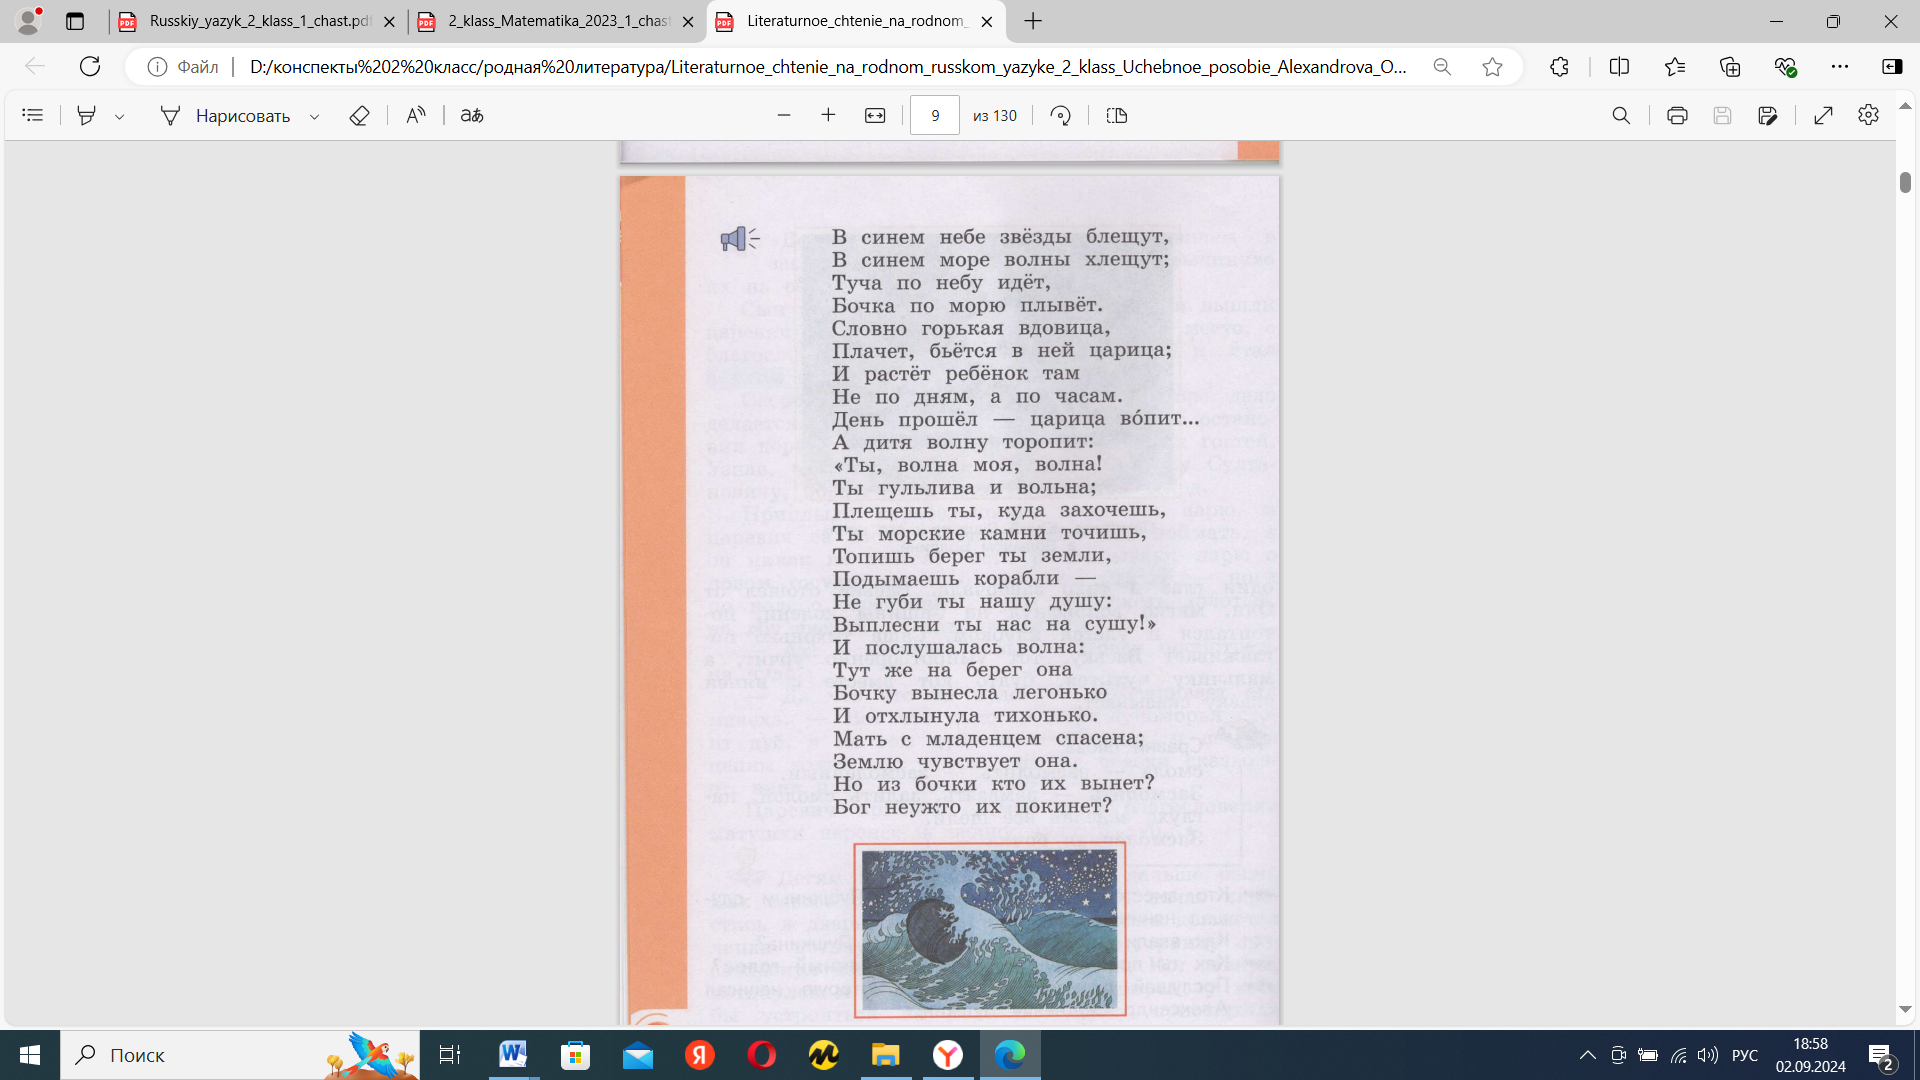 Russkiy_yazyk_2_klass_1_chast.pdf
2_klass_Matematika_2023_1_chast
Literaturnoe_chtenie_na_rodnom_
Файл
D:/конспекты%202%20класс/родная%20литература/Literaturnoe_chtenie_na_rodnom_russkom_yazyke_2_klass_Uchebnoe_posobie_Alexandrova_O...
Нарисовать
аあ
9 из 130
В синем небе звёзды блещут,
В синем море волны хлещут;
Туча по небу идёт,
Бочка по морю плывёт.
Словно горькая вдовица,
Плачет, бьётся в ней царица;
И растёт ребёнок там
Не по дням, а по часам.
День прошёл — царица во́пит...
А дитя волну торопит:
«Ты, волна моя, волна!
Ты гульлива и вольна;
Плещешь ты, куда захочешь,
Ты морские камни точишь,
Топишь берег ты земли,
Подымаешь корабли —
Не губи ты нашу душу:
Выплесни ты нас на сушу!»
И послушалась волна:
Тут же на берег она
Бочку вынесла легонько
И отхлынула тихонько.
Мать с младенцем спасена;
Землю чувствует она.
Но из бочки кто их вынет?
Бог неужто их покинет?
Поиск
РУС
18:58
02.09.2024
2